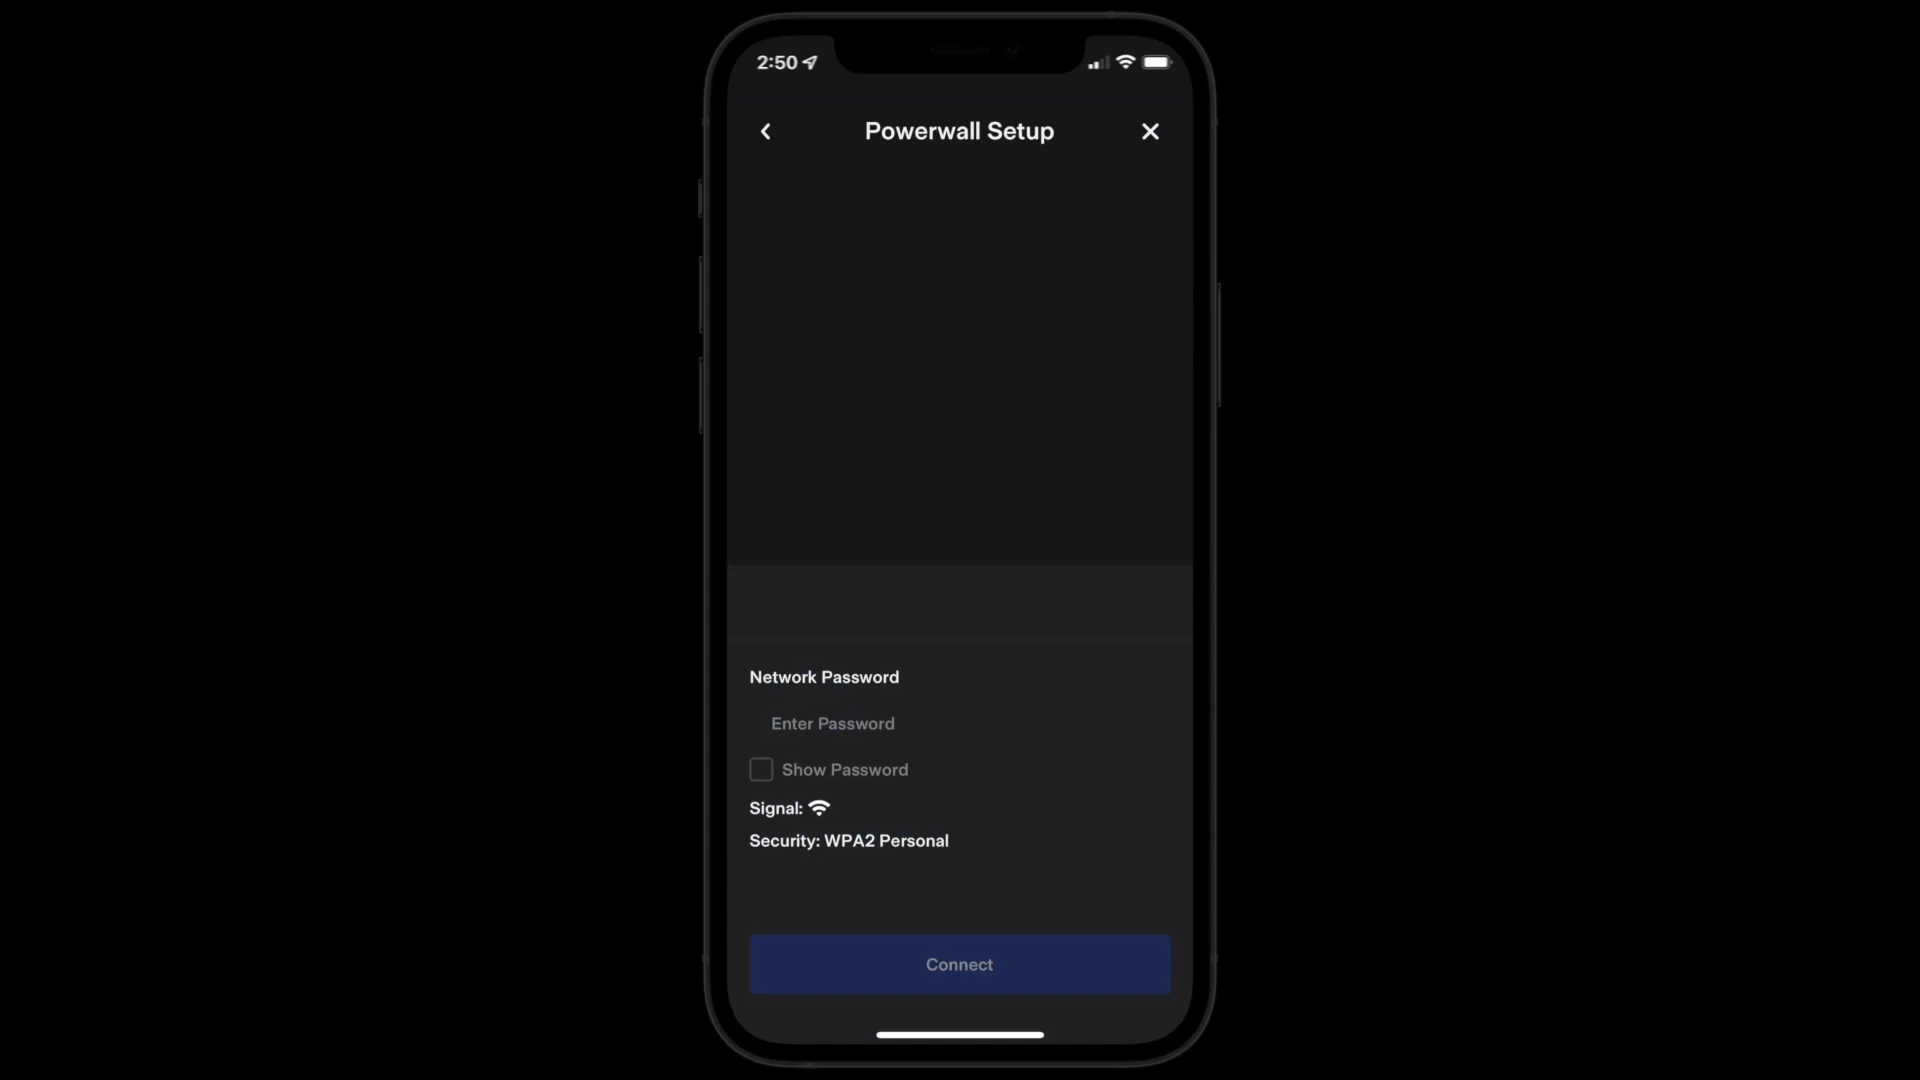 2:50
Powerwall Setup
Network Password
Enter Password
Show Password
Signal:
Security: WPA2 Personal
Connect